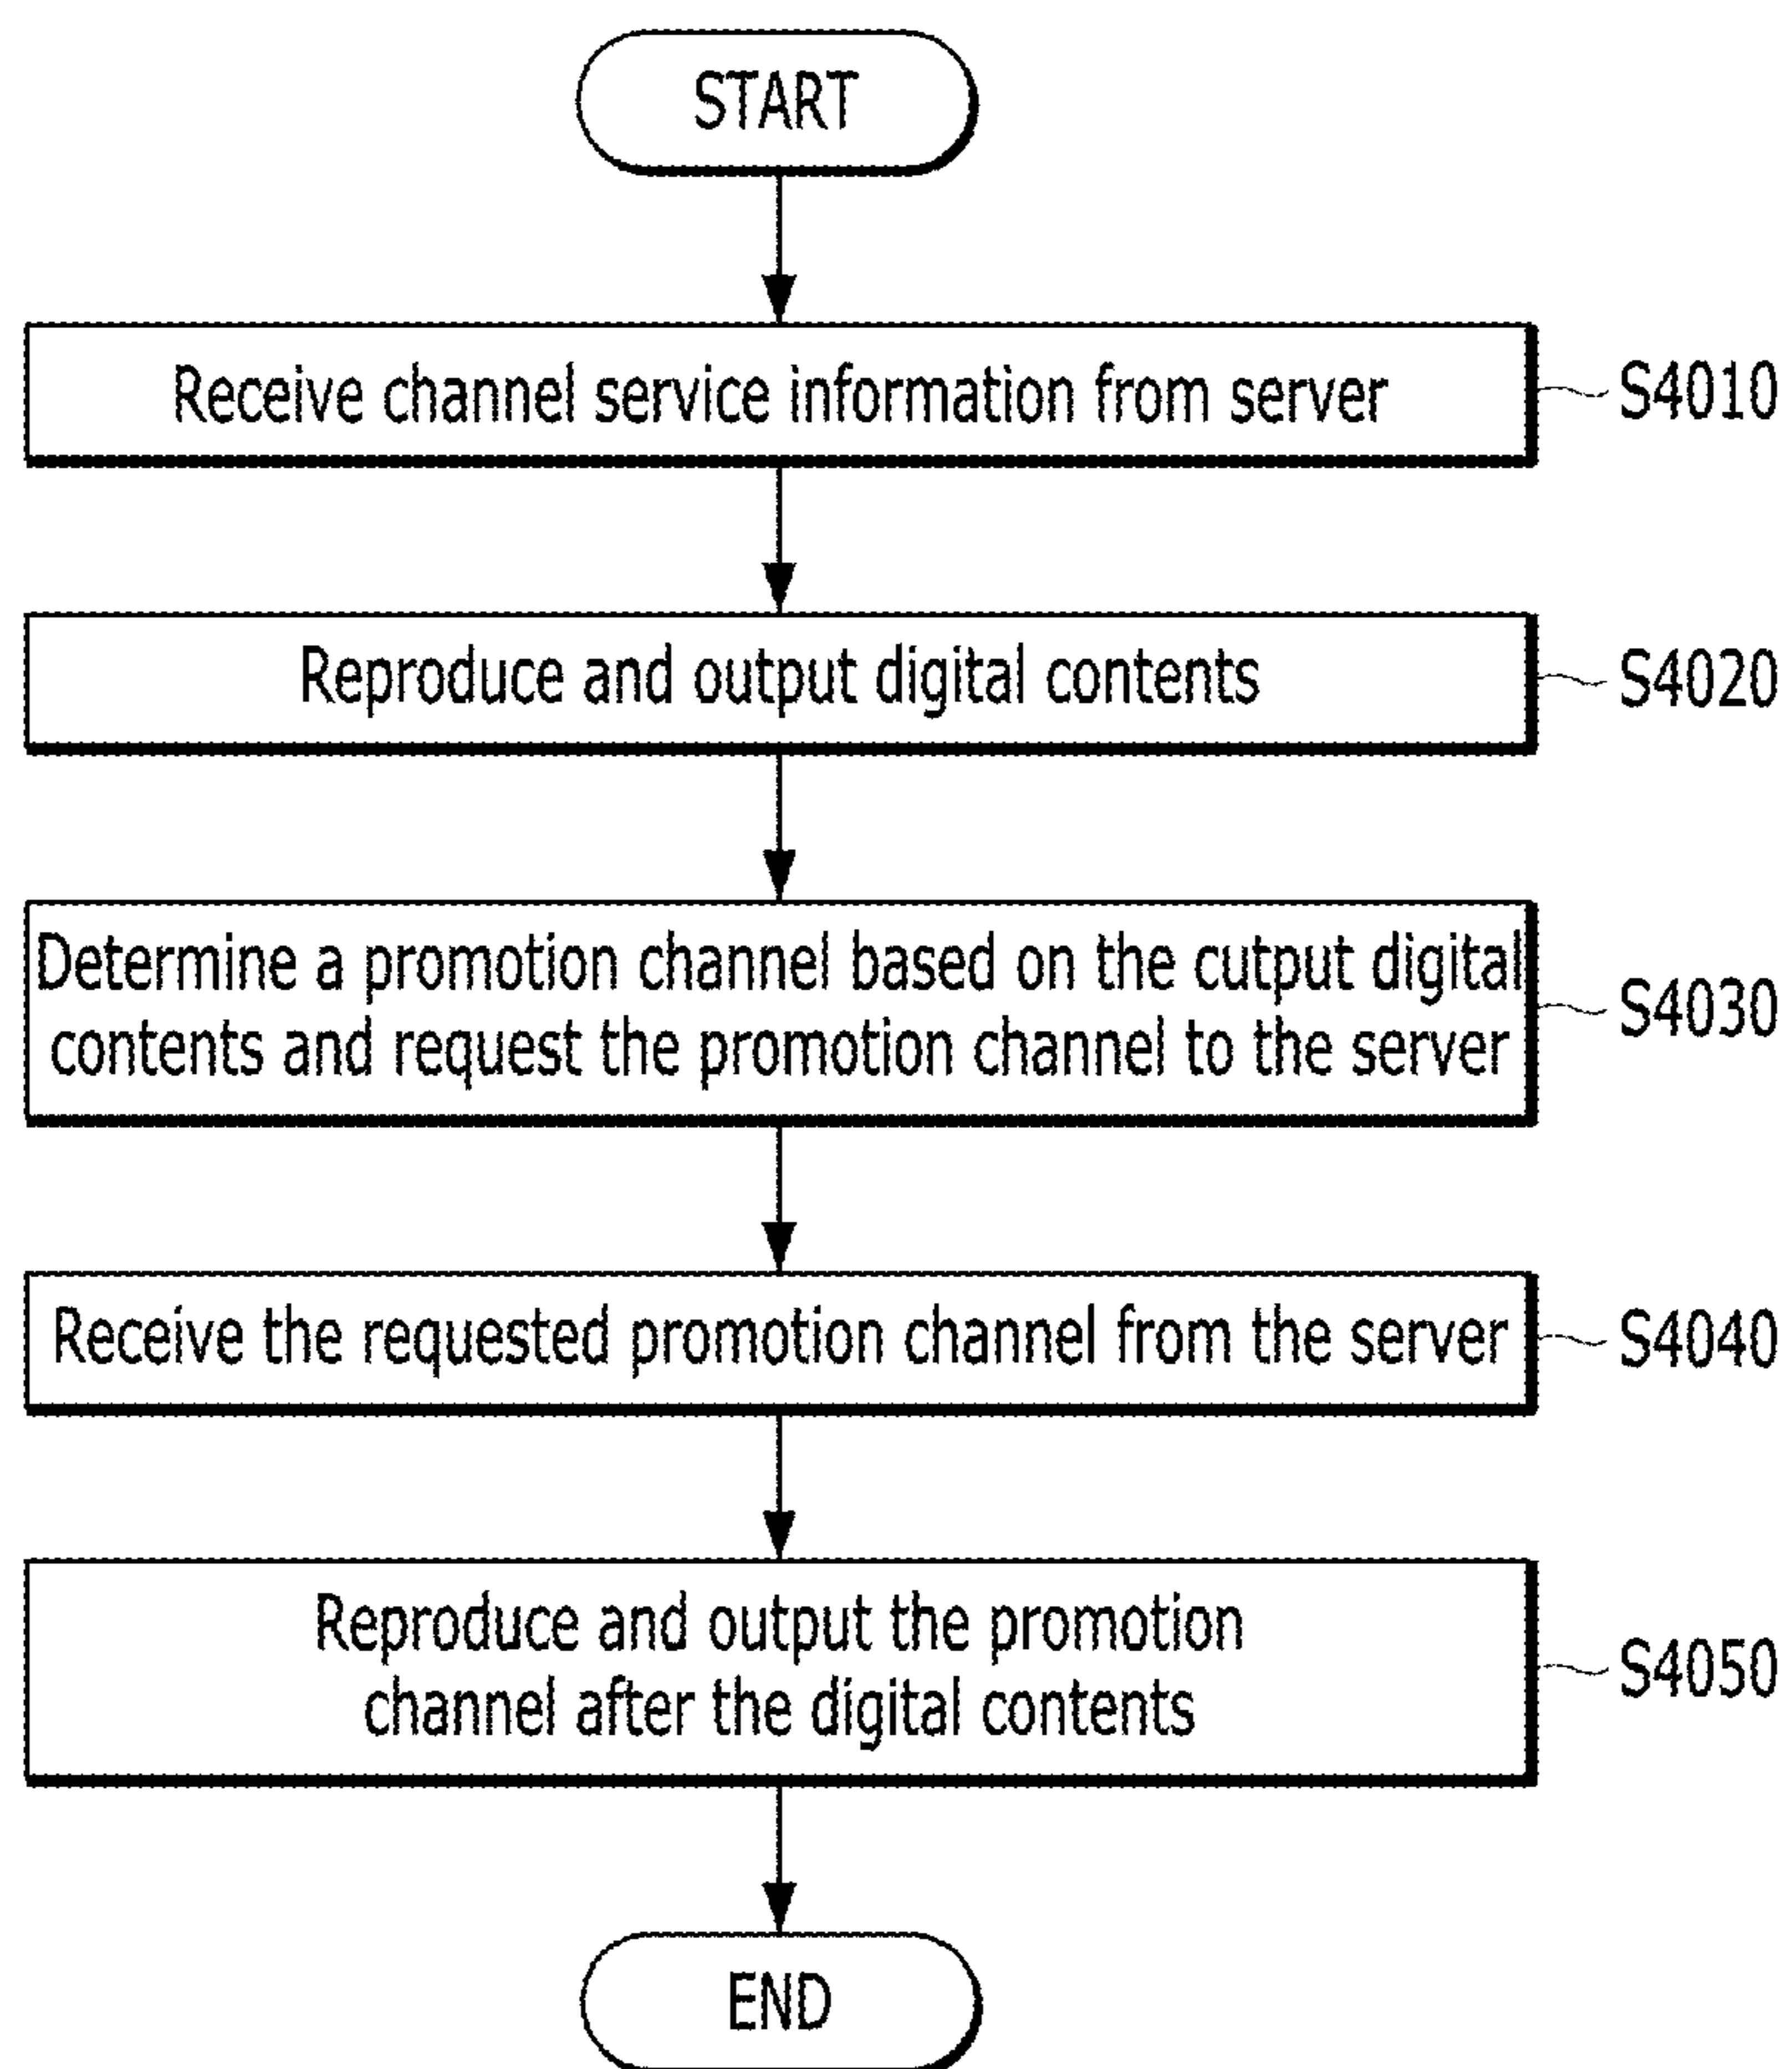 START
Receive channel service information from server
S4010
Reproduce and output digital contents
S4020
Determine a promotion channel based on the cutput digital
contents and request the promotion channel to the server
S4030
Receive the requested promotion channel from the server
S4040
Reproduce and output the promotion
channel after the digital contents
S4050
END